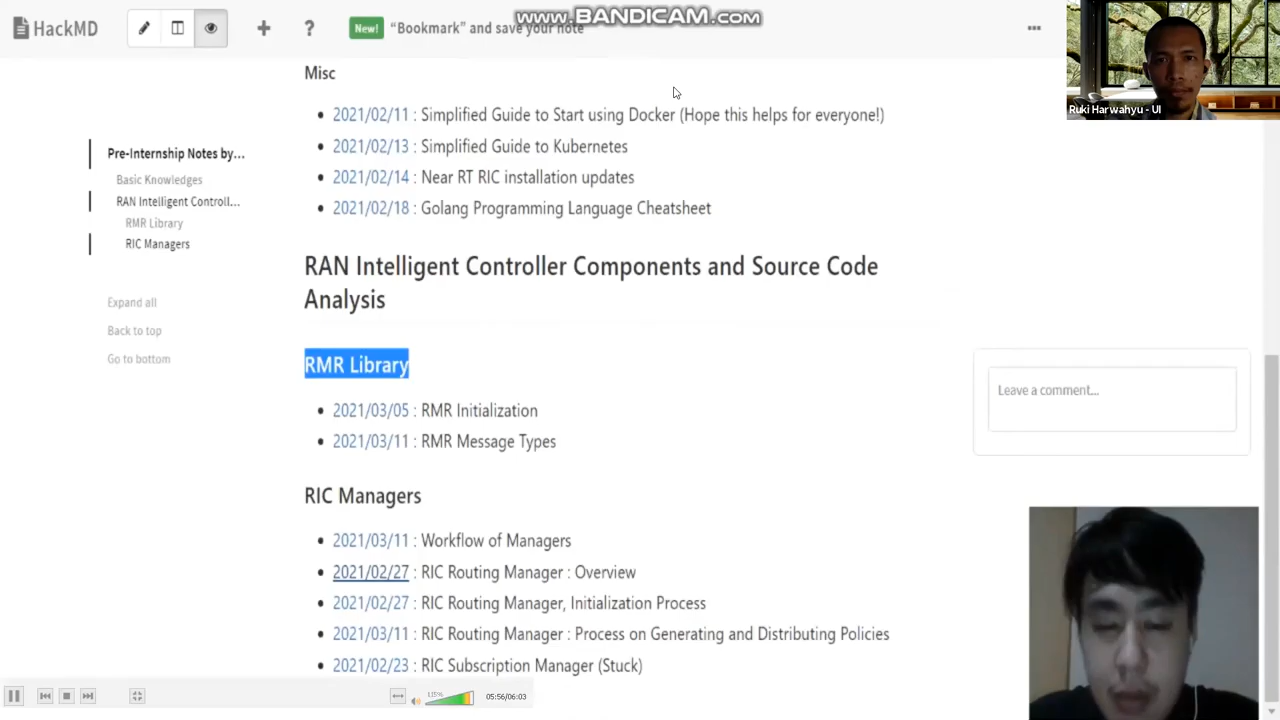 HackMD
New!
“Bookmark” and save your note
www.BANDICAM.com
Ruki Harwahyu - UI
Pre-Internship Notes by...
Basic Knowledges
RAN Intelligent Controll...
RMR Library
RIC Managers
Expand all
Back to top
Go to bottom
Misc
2021/02/11 : Simplified Guide to Start using Docker (Hope this helps for everyone!)
2021/02/13 : Simplified Guide to Kubernetes
2021/02/14 : Near RT RIC installation updates
2021/02/18 : Golang Programming Language Cheatsheet
RAN Intelligent Controller Components and Source Code
Analysis
RMR Library
2021/03/05 : RMR Initialization
2021/03/11 : RMR Message Types
RIC Managers
2021/03/11 : Workflow of Managers
2021/02/27 : RIC Routing Manager : Overview
2021/02/27 : RIC Routing Manager, Initialization Process
2021/03/11 : RIC Routing Manager : Process on Generating and Distributing Policies
2021/02/23 : RIC Subscription Manager (Stuck)
Leave a comment...
115%
05:56/06:03